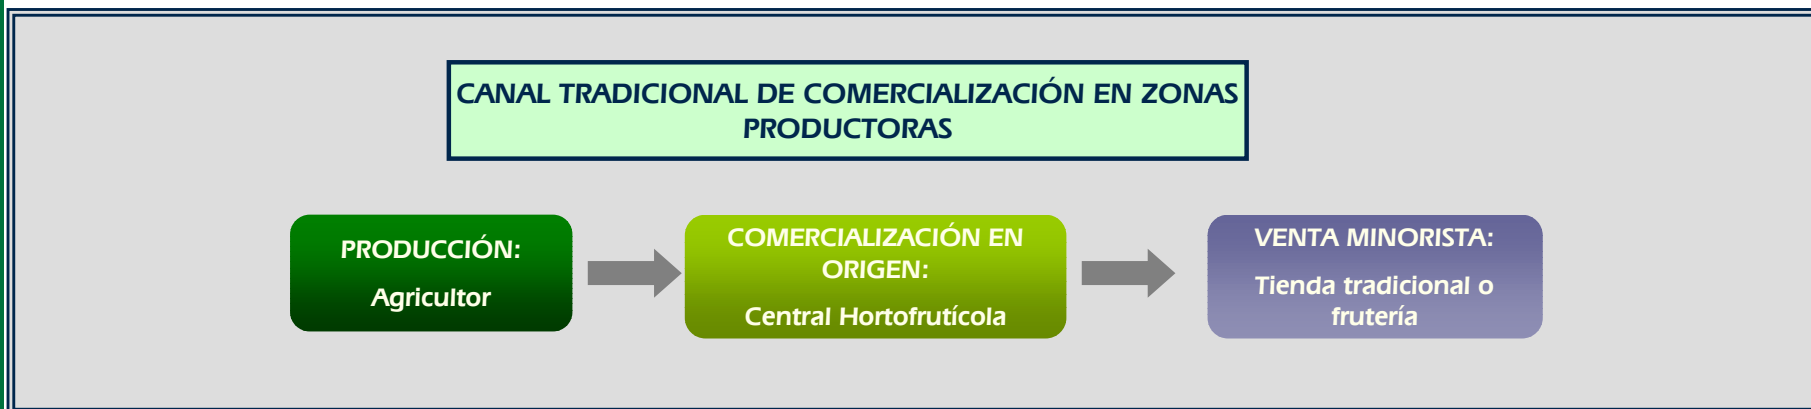 CANAL TRADICIONAL DE COMERCIALIZACIÓN EN ZONAS
PRODUCTORAS
PRODUCCIÓN:
Agricultor
COMERCIALIZACIÓN EN
ORIGEN:
Central Hortofrutícola
VENTA MINORISTA:
Tienda tradicional o
frutería